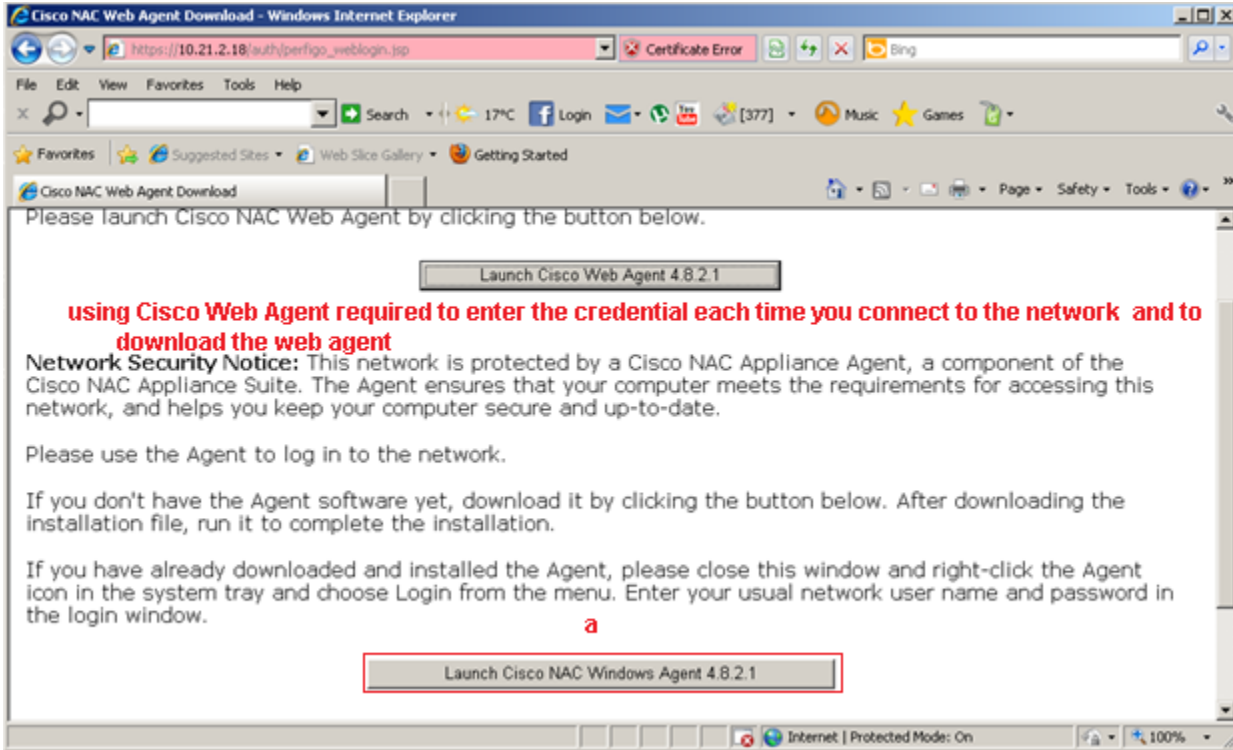 Cisco NAC Web Agent Download - Windows Internet Explorer
https://10.21.2.18/auth/perfigo_weblogin.jsp Certificate Error Bing
File Edit View Favorites Tools Help
Search 17°C Login You Tube [377] Music Games
Favorites Suggested Sites Web Slice Gallery Getting Started
Cisco NAC Web Agent Download Page Safety Tools
Please launch Cisco NAC Web Agent by clicking the button below.
Launch Cisco Web Agent 4.8.2.1
using Cisco Web Agent required to enter the credential each time you connect to the network and to
download the web agent
Network Security Notice: This network is protected by a Cisco NAC Appliance Agent, a component of the
Cisco NAC Appliance Suite. The Agent ensures that your computer meets the requirements for accessing this
network, and helps you keep your computer secure and up-to-date.
Please use the Agent to log in to the network.
If you don't have the Agent software yet, download it by clicking the button below. After downloading the
installation file, run it to complete the installation.
If you have already downloaded and installed the Agent, please close this window and right-click the Agent
icon in the system tray and choose Login from the menu. Enter your usual network user name and password in
the login window.
a
Launch Cisco NAC Windows Agent 4.8.2.1
Internet | Protected Mode: On 100%